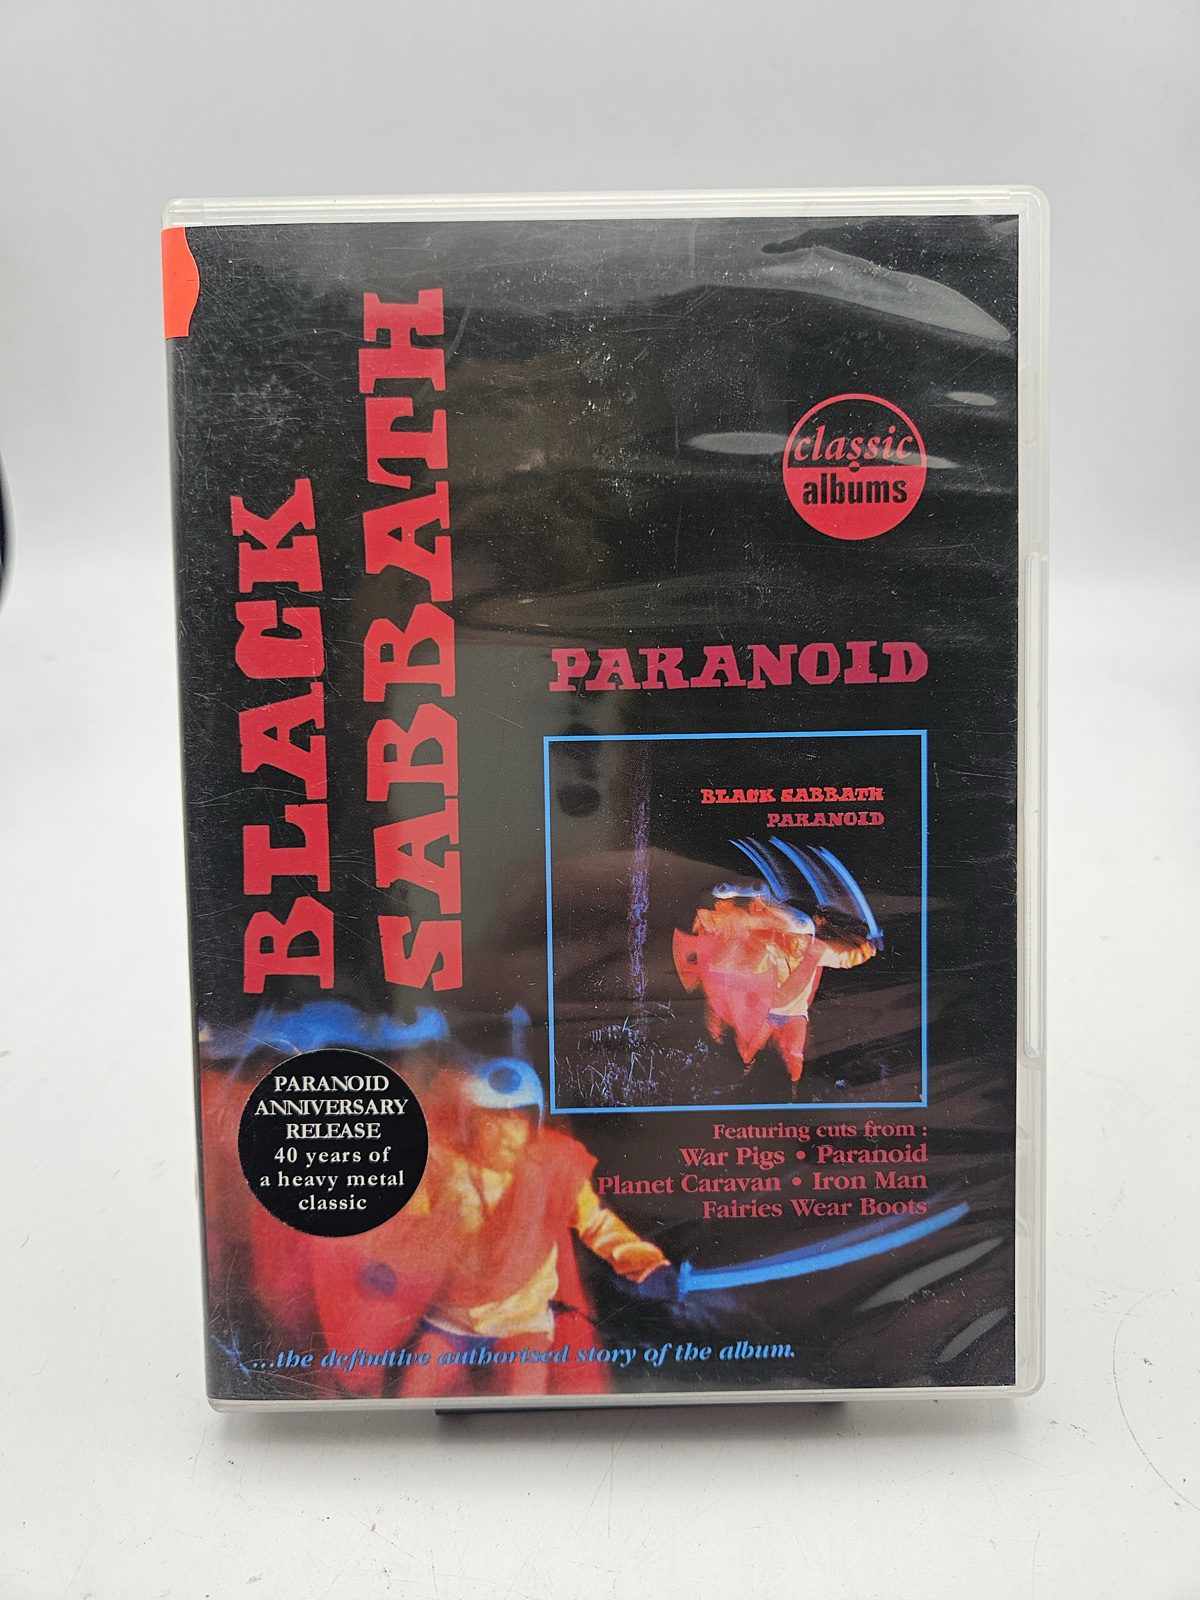 BLACK
SABBATH
classic
albums
PARANOID
BLACK SABBATH
PARANOID
Featuring cuts from :
War Pigs • Paranoid
Planet Caravan • Iron Man
Fairies Wear Boots
PARANOID
ANNIVERSARY
RELEASE
40 years of
a heavy metal
classic
...the definitive authorised story of the album.